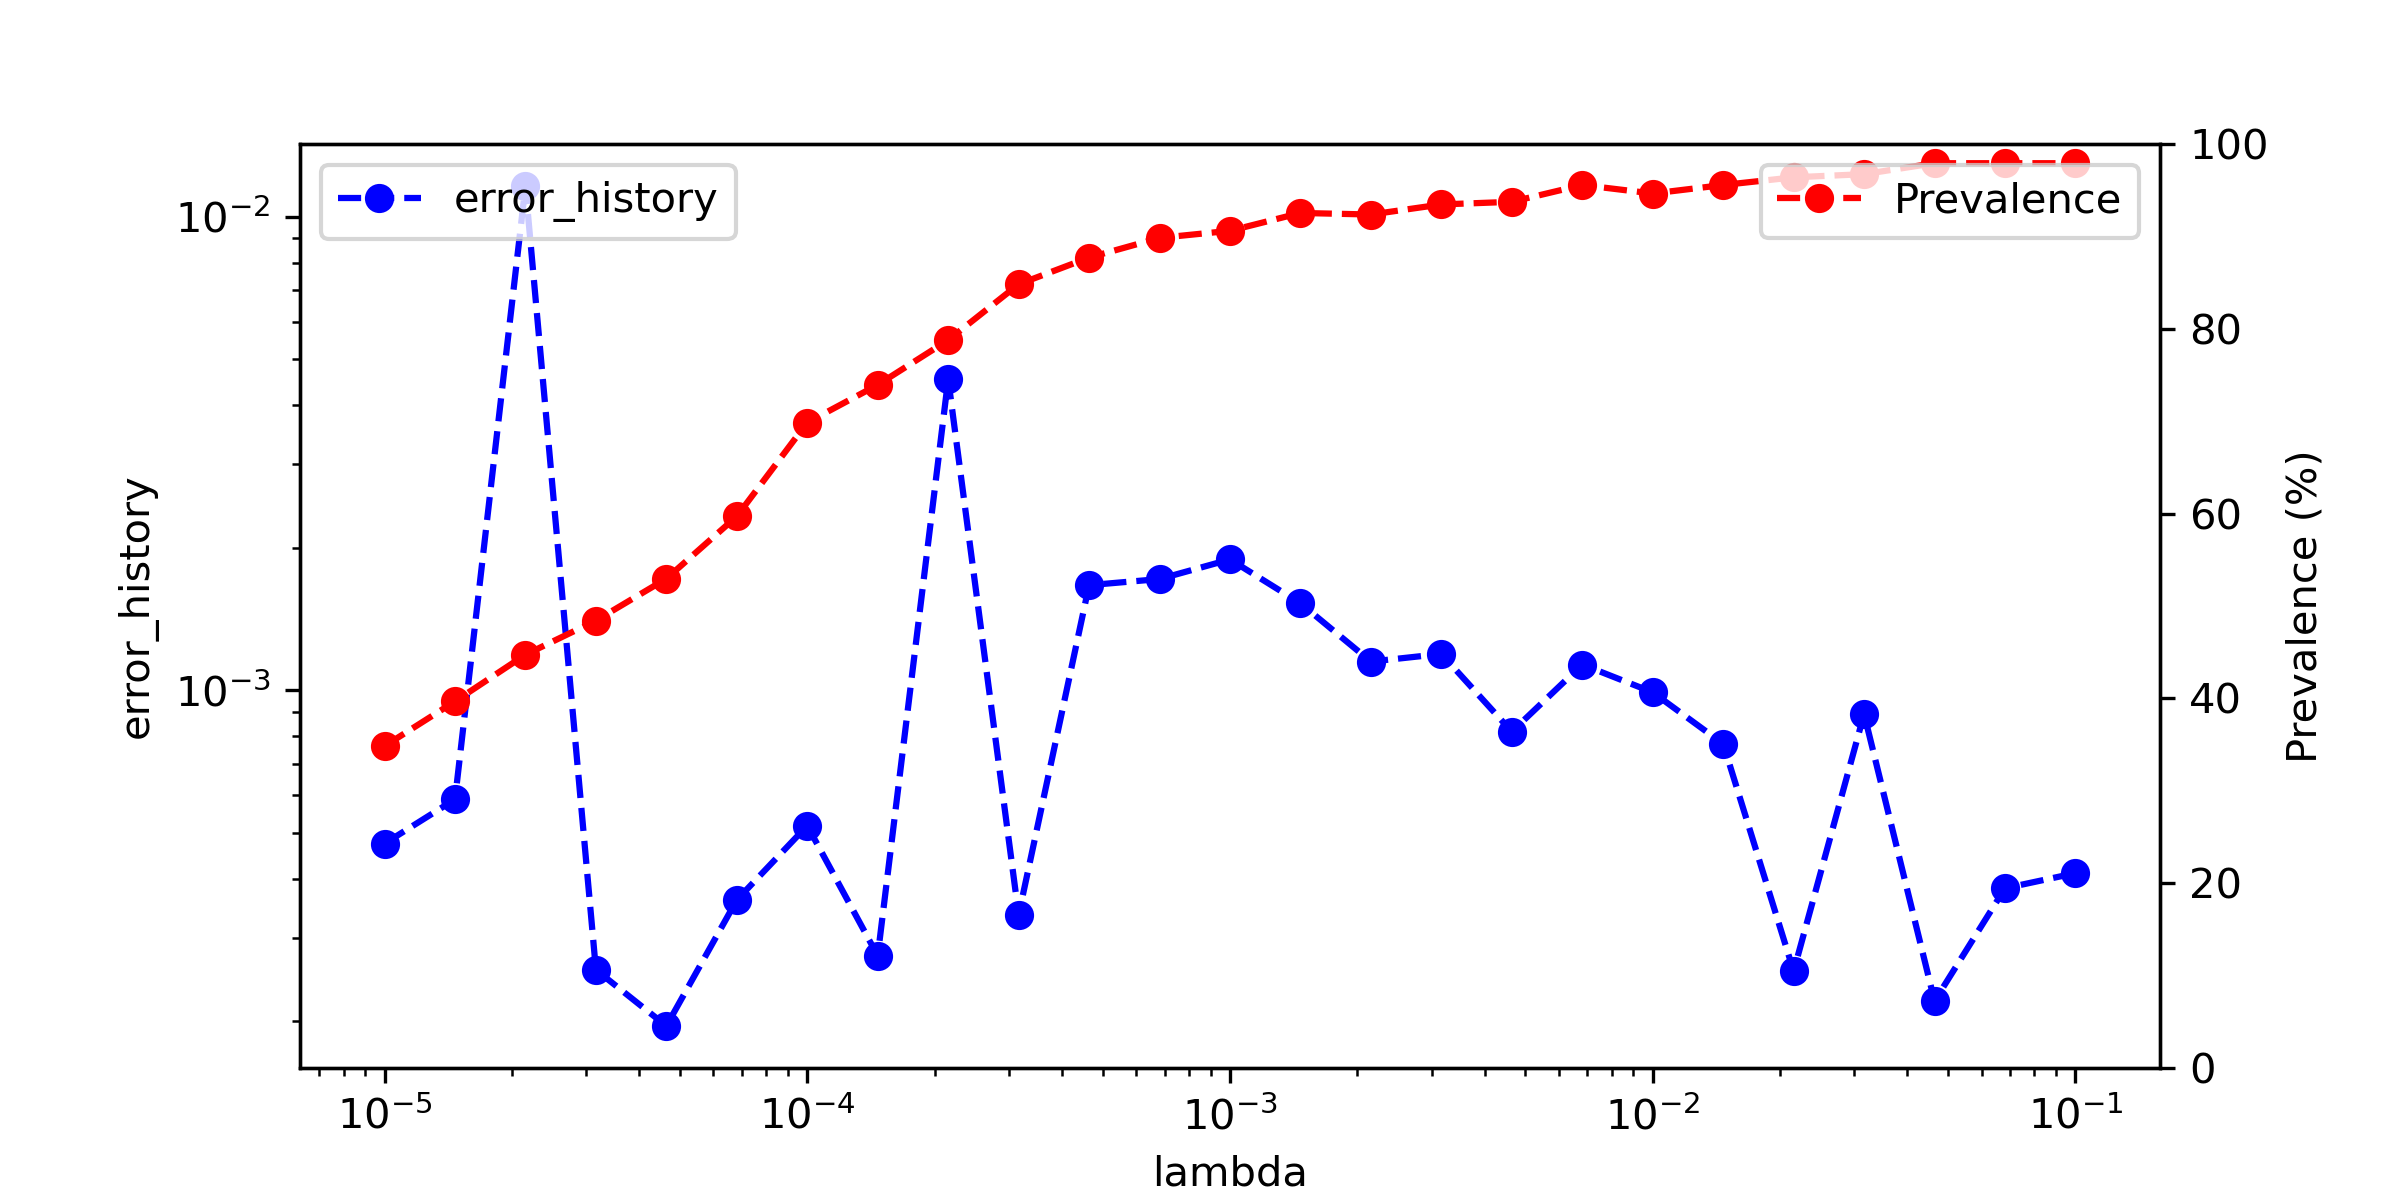 error_history
Prevalence
10⁻²
10⁻³
error_history
100
80
60
40
20
0
Prevalence (%)
10⁻⁵
10⁻⁴
10⁻³
10⁻²
10⁻¹
lambda